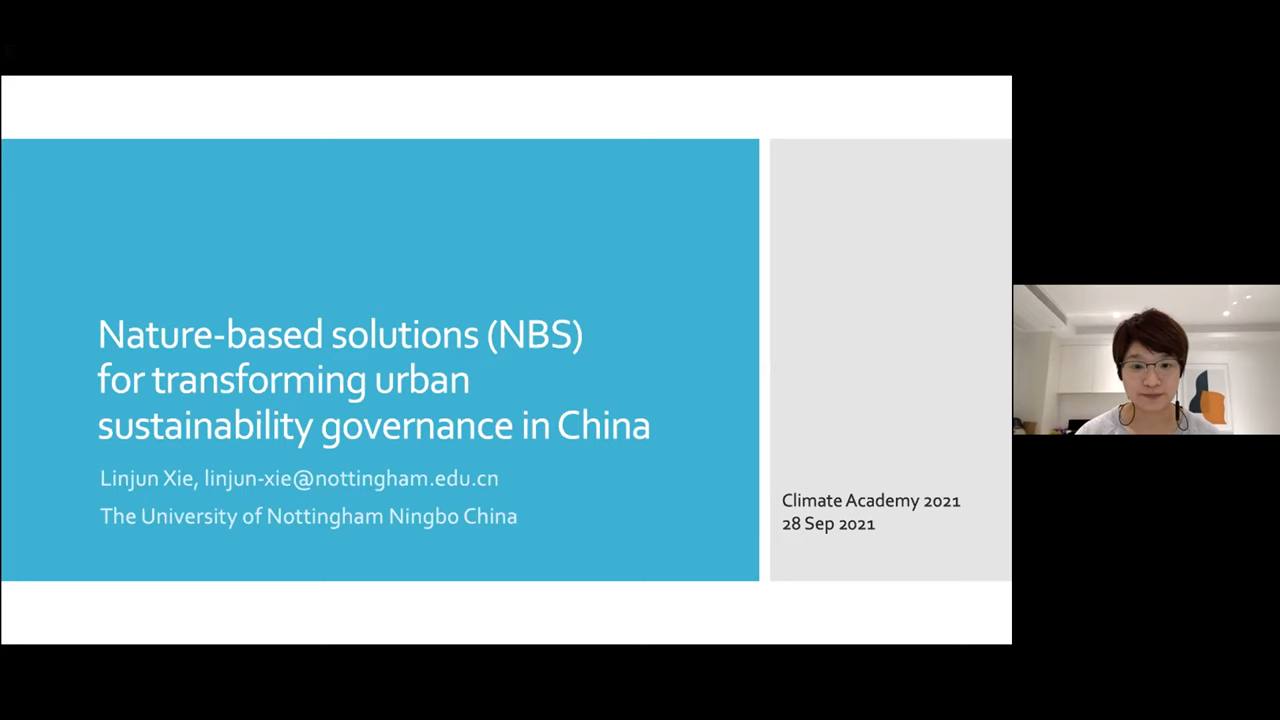 Nature-based solutions (NBS)
for transforming urban
sustainability governance in China
Linjun Xie, linjun-xie@nottingham.edu.cn
The University of Nottingham Ningbo China
Climate Academy 2021
28 Sep 2021